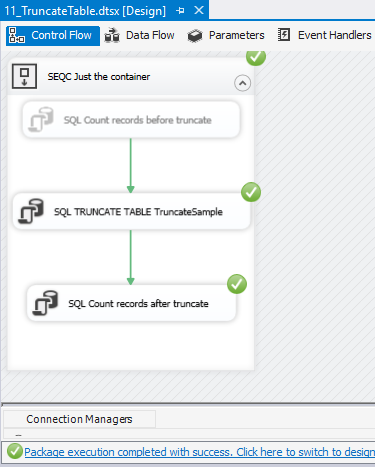 11_TruncateTable.dtsx [Design]
Control Flow Data Flow Parameters Event Handlers
SEQC Just the container
SQL Count records before truncate
SQL TRUNCATE TABLE TruncateSample
SQL Count records after truncate
Connection Managers
Package execution completed with success. Click here to switch to design